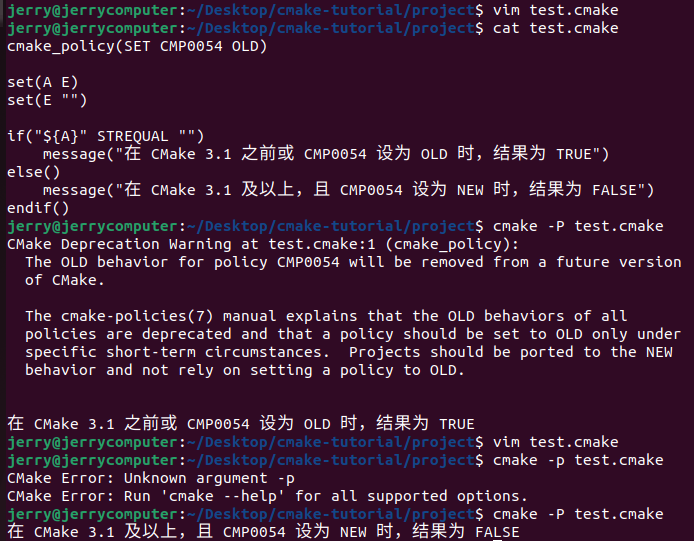 jerry@jerrycomputer:~/Desktop/cmake-tutorial/project$ vim test.cmake
jerry@jerrycomputer:~/Desktop/cmake-tutorial/project$ cat test.cmake
cmake_policy(SET CMP0054 OLD)
set(A E)
set(E "")
if("${A}" STREQUAL "")
    message("在 CMake 3.1 之前或 CMP0054 设为 OLD 时，结果为 TRUE")
else()
    message("在 CMake 3.1 及以上，且 CMP0054 设为 NEW 时，结果为 FALSE")
endif()
jerry@jerrycomputer:~/Desktop/cmake-tutorial/project$ cmake -P test.cmake
CMake Deprecation Warning at test.cmake:1 (cmake_policy):
  The OLD behavior for policy CMP0054 will be removed from a future version
  of CMake.
  The cmake-policies(7) manual explains that the OLD behaviors of all
  policies are deprecated and that a policy should be set to OLD only under
  specific short-term circumstances.  Projects should be ported to the NEW
  behavior and not rely on setting a policy to OLD.
在 CMake 3.1 之前或 CMP0054 设为 OLD 时，结果为 TRUE
jerry@jerrycomputer:~/Desktop/cmake-tutorial/project$ vim test.cmake
jerry@jerrycomputer:~/Desktop/cmake-tutorial/project$ cmake -p test.cmake
CMake Error: Unknown argument -p
CMake Error: Run 'cmake --help' for all supported options.
jerry@jerrycomputer:~/Desktop/cmake-tutorial/project$ cmake -P test.cmake
在 CMake 3.1 及以上，且 CMP0054 设为 NEW 时，结果为 FALSE